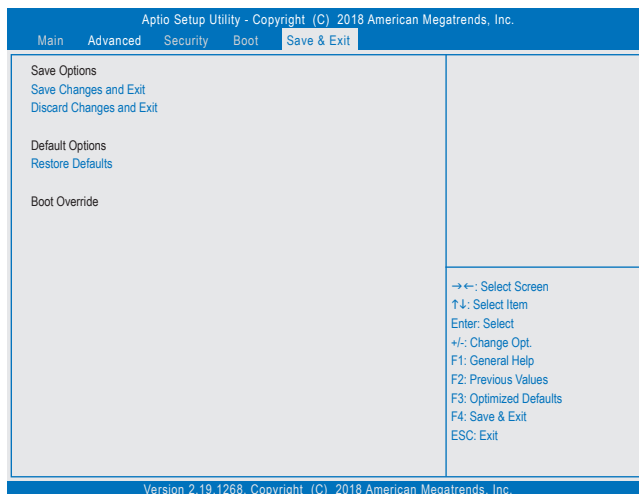 Aptio Setup Utility - Copyright (C) 2018 American Megatrends, Inc.
Main Advanced Security Boot Save & Exit
Save Options
Save Changes and Exit
Discard Changes and Exit
Default Options
Restore Defaults
Boot Override
→←: Select Screen
↑↓: Select Item
Enter: Select
+/-: Change Opt.
F1: General Help
F2: Previous Values
F3: Optimized Defaults
F4: Save & Exit
ESC: Exit
Version 2.19.1268. Copyright (C) 2018 American Megatrends, Inc.